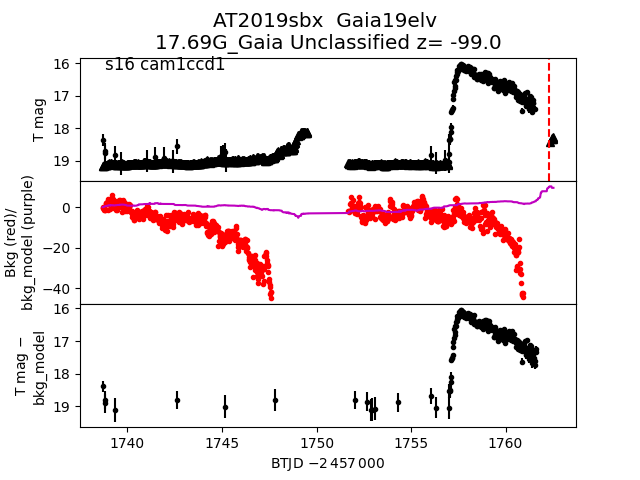 AT2019sbx  Gaia19elv
17.69G_Gaia Unclassified z= -99.0
s16 cam1ccd1
T mag
16
17
18
19
Bkg (red)/
bkg_model (purple)
0
−20
−40
T mag −
bkg_model
16
17
18
19
1740 1745 1750 1755 1760
BTJD −2 457 000